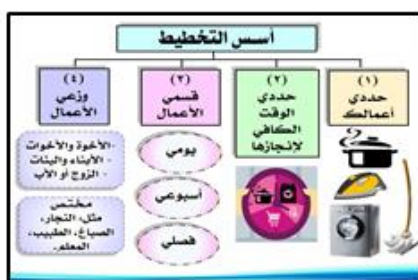 أسس التخطيط
(١)
حددي
أعمالك
(٢)
حددي
الوقت
الكافي
لإنجازها
(٣)
قسمي
الأعمال
يومي
أسبوعي
فصلي
(٤)
وزعي
الأعمال
-الأخوة والأخوات
-الأبناء والبنات
- الزوج أو الأب
مختص
مثل، النجار،
الصباغ، الطبيب،
المعلم.